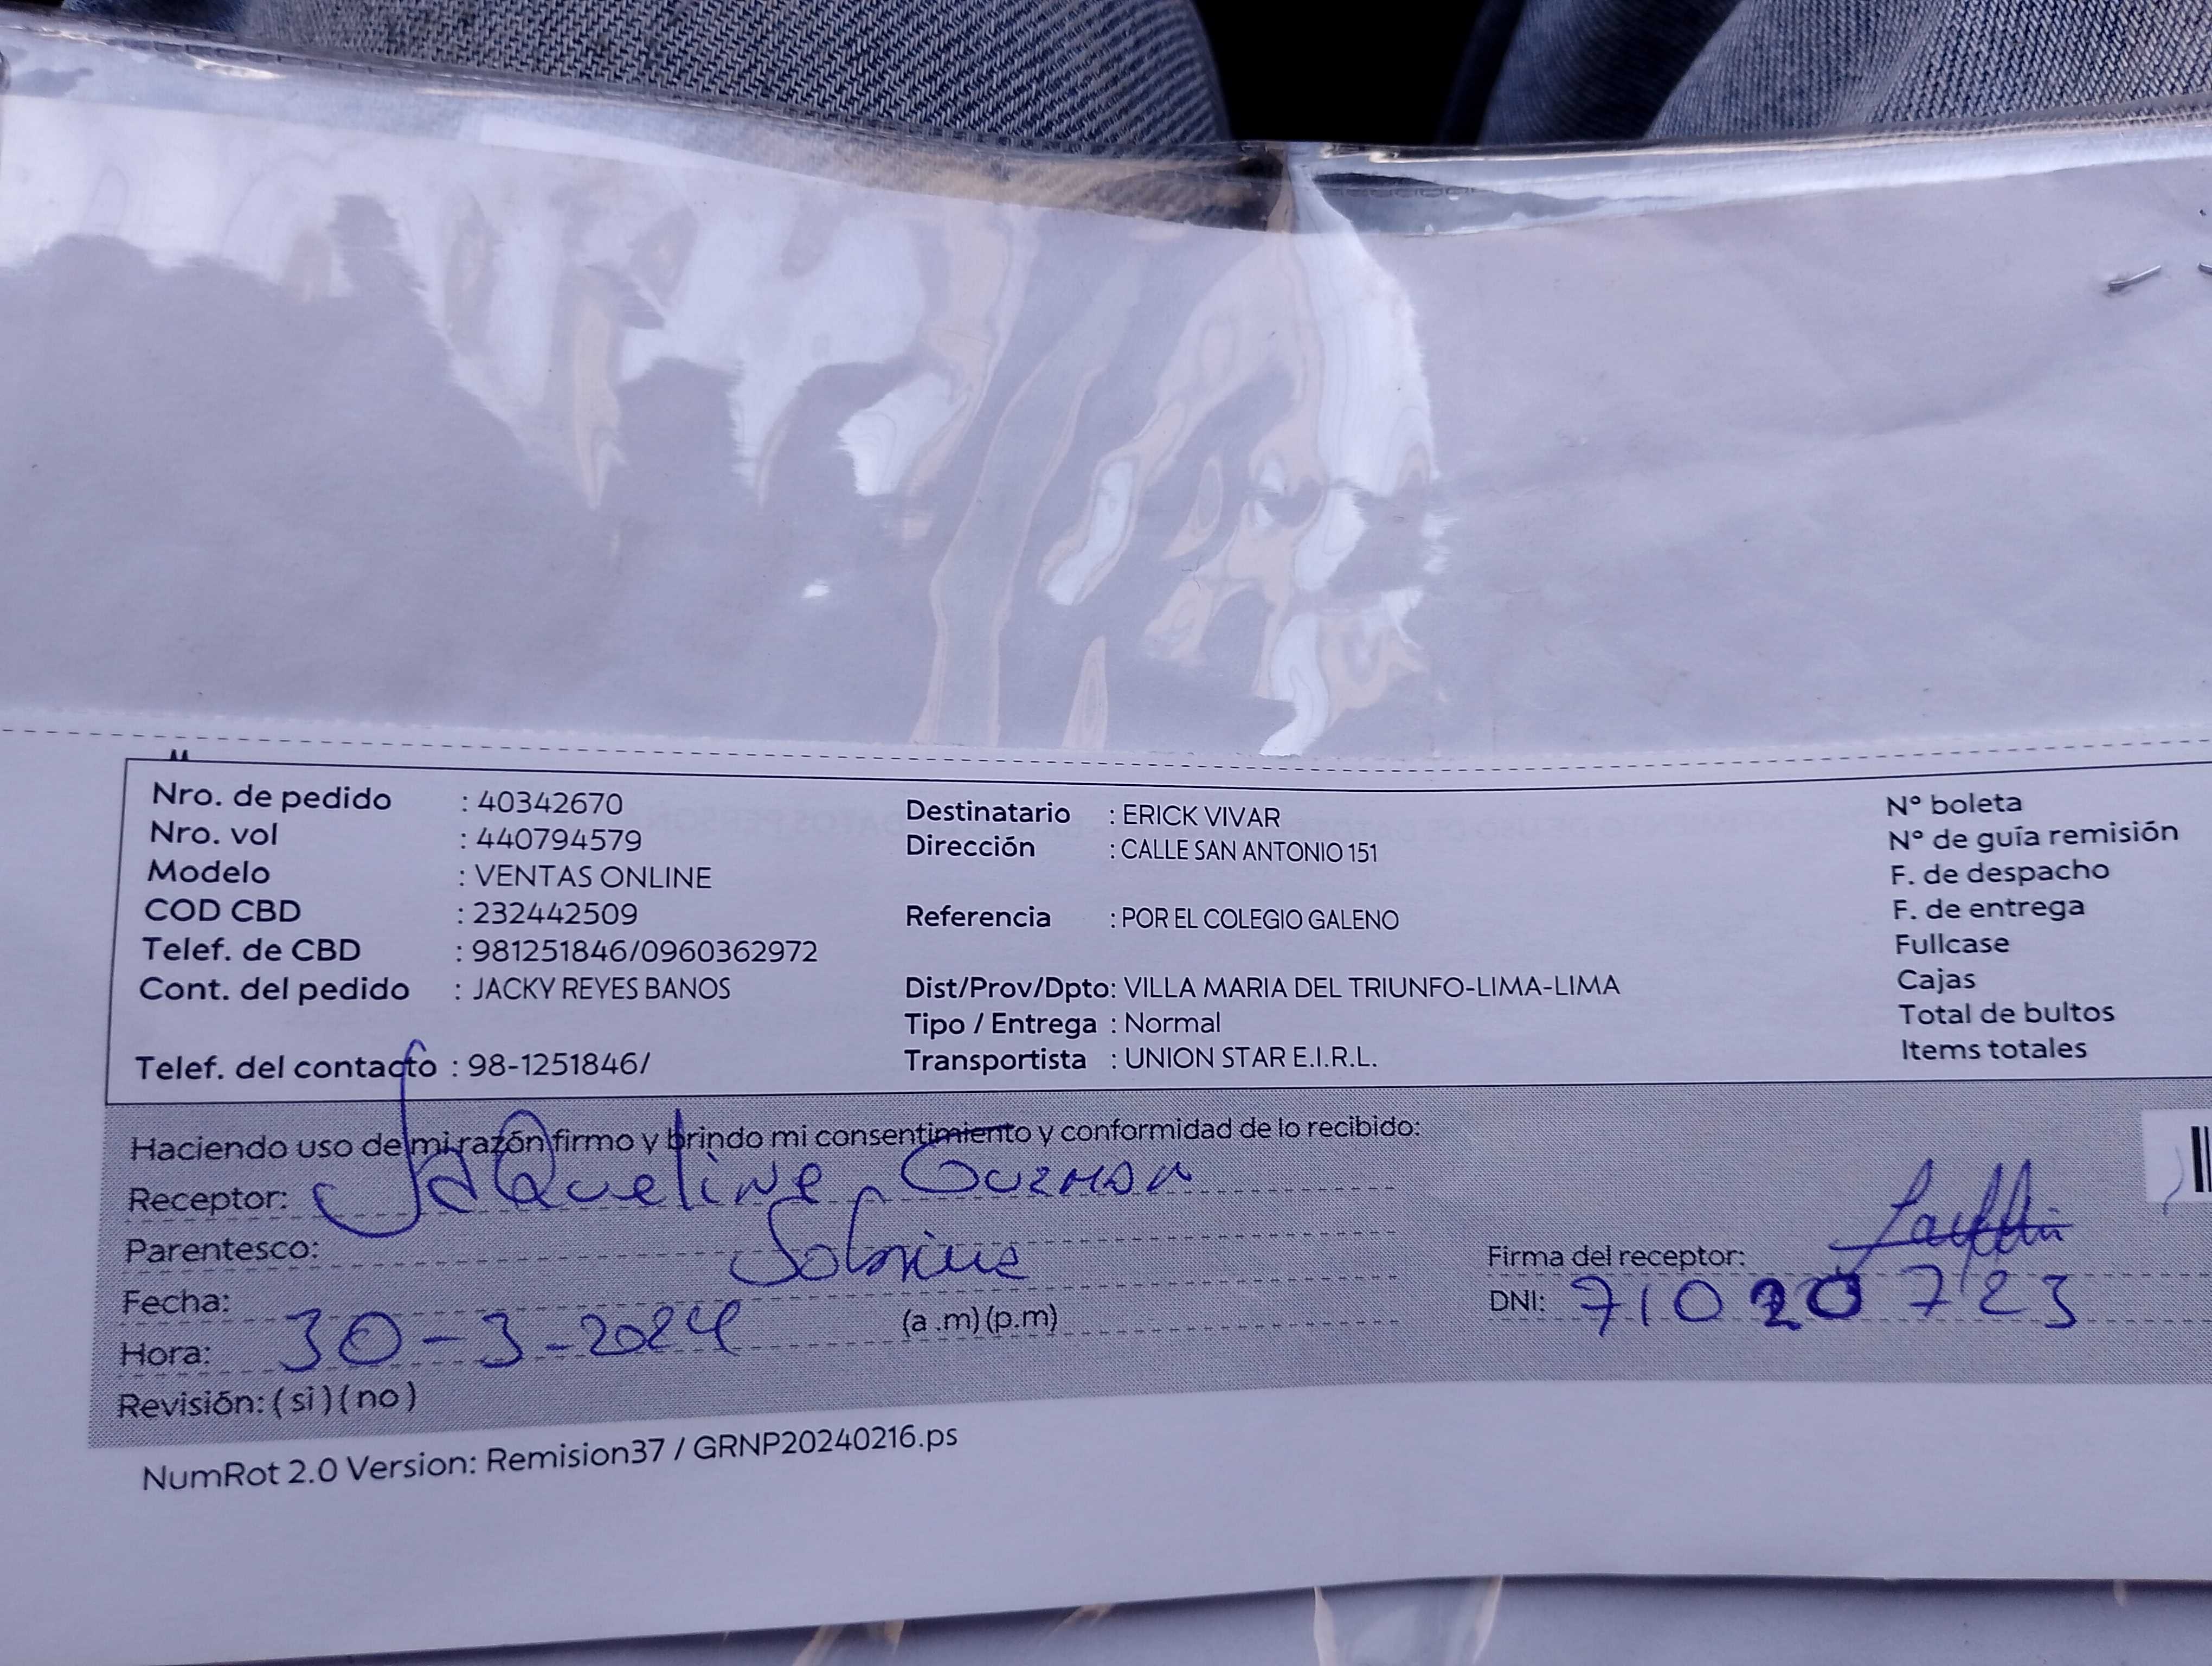 Nro. de pedido : 40342670
Nro. vol : 440794579
Modelo : VENTAS ONLINE
COD CBD : 232442509
Telef. de CBD : 981251846/0960362972
Cont. del pedido : JACKY REYES BANOS
Telef. del contacto : 98-1251846/
Destinatario : ERICK VIVAR
Dirección : CALLE SAN ANTONIO 151
Referencia : POR EL COLEGIO GALENO
Dist/Prov/Dpto: VILLA MARIA DEL TRIUNFO-LIMA-LIMA
Tipo / Entrega : Normal
Transportista : UNION STAR E.I.R.L.
N° boleta
N° de guía remisión
F. de despacho
F. de entrega
Fullcase
Cajas
Total de bultos
Items totales
Haciendo uso de mi razón firmo y brindo mi consentimiento y conformidad de lo recibido:
Receptor: JaQueline Guzman
Parentesco: Sobrina
Fecha: 30-3-2024
Hora: (a .m) (p.m)
Revisión: ( si ) ( no )
Firma del receptor:
DNI: 71020723
NumRot 2.0 Version: Remision37 / GRNP20240216.ps